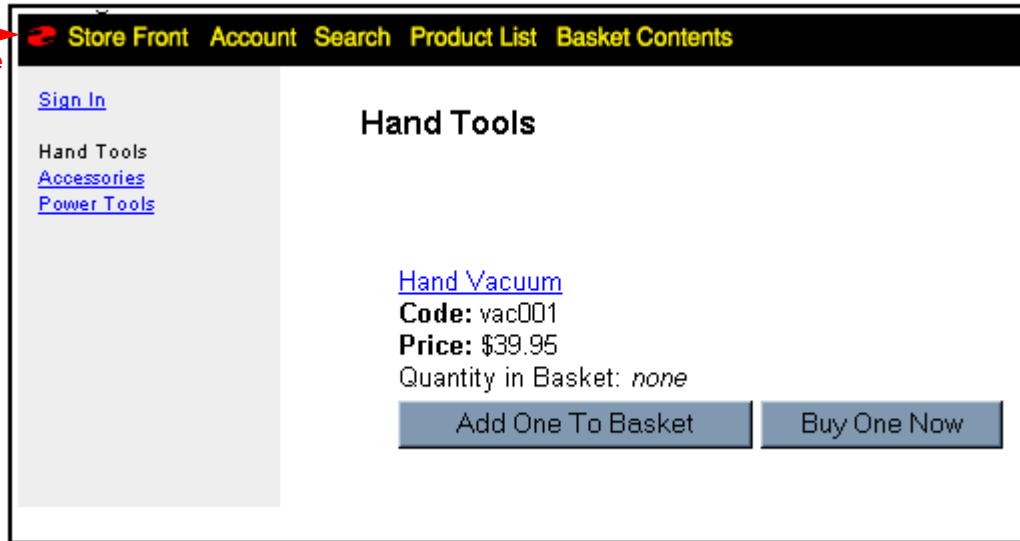 Store Front Account Search Product List Basket Contents
Sign In
Hand Tools
Accessories
Power Tools
Hand Tools
Hand Vacuum
Code: vac001
Price: $39.95
Quantity in Basket: none
Add One To Basket Buy One Now